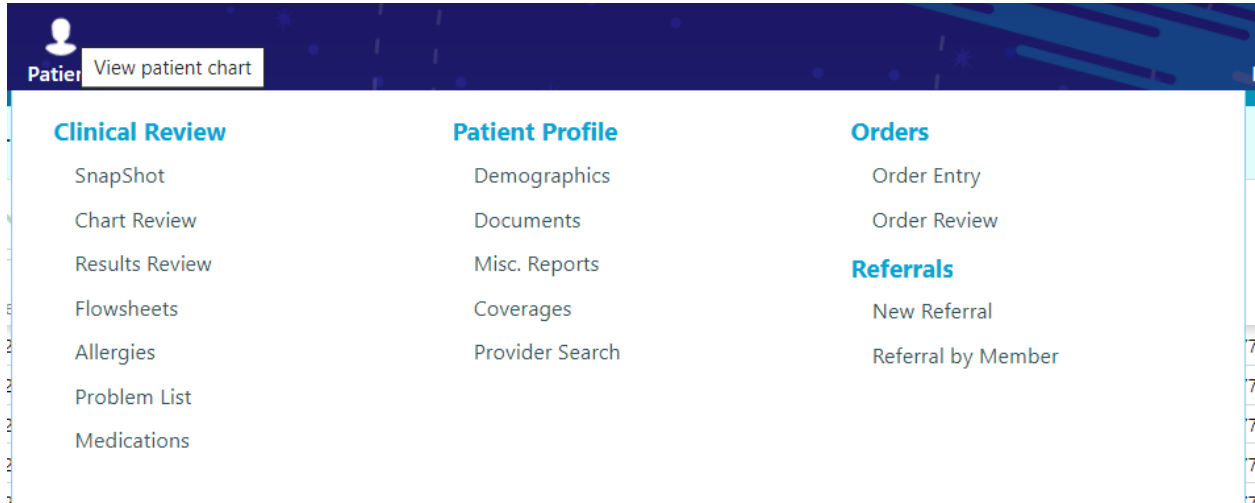 Patien
View patient chart
Clinical Review
SnapShot
Chart Review
Results Review
Flowsheets
Allergies
Problem List
Medications
Patient Profile
Demographics
Documents
Misc. Reports
Coverages
Provider Search
Orders
Order Entry
Order Review
Referrals
New Referral
Referral by Member